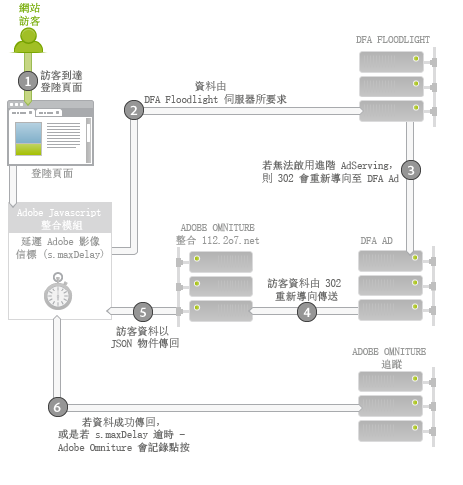 網站
訪客
1
訪客到達
登陸頁面
登陸頁面
DFA FLOODLIGHT
資料由
2
DFA Floodlight 伺服器所要求
若無法啟用進階 AdServing，
則 302 會重新導向至 DFA Ad
3
Adobe Javascript
整合模組
延遲 Adobe 影像
信標 (s.maxDelay)
ADOBE OMNITURE
整合 112.2o7.net
DFA AD
訪客資料由 302
重新導向傳送
4
5
訪客資料以
JSON 物件傳回
ADOBE OMNITURE
追蹤
6
若資料成功傳回，
或是若 s.maxDelay 逾時 -
Adobe Omniture 會記錄點按